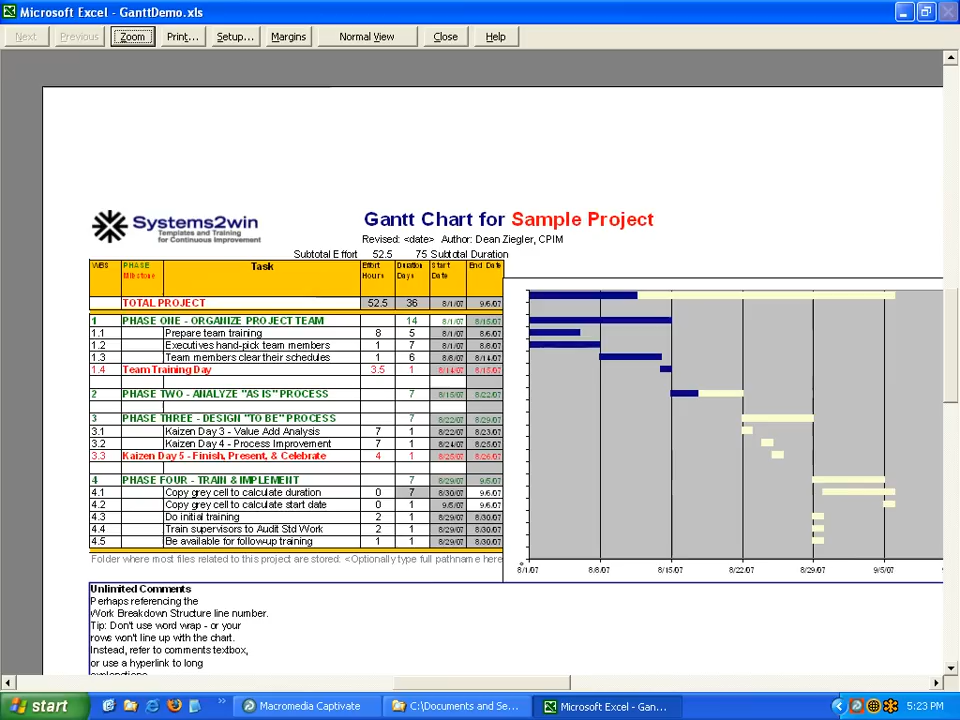 Microsoft Excel - GanttDemo.xls
Next Previous Zoom Print... Setup... Margins Normal View Close Help
Systems2win
Templates and Training
for Continuous Improvement
Gantt Chart for Sample Project
Revised: <date> Author: Dean Ziegler, CPIM
Subtotal Effort 52.5 75 Subtotal Duration
WBS PHASE Milestone Task Effort Hours Duration Days Start Date End Date
TOTAL PROJECT 52.5 36 8/1/07 9/6/07
1 PHASE ONE - ORGANIZE PROJECT TEAM 14 8/1/07 8/15/07
1.1 Prepare team training 8 5 8/1/07 8/6/07
1.2 Executives hand-pick team members 1 7 8/1/07 8/8/07
1.3 Team members clear their schedules 1 6 8/8/07 8/14/07
1.4 Team Training Day 3.5 1 8/14/07 8/15/07
2 PHASE TWO - ANALYZE "AS IS" PROCESS 7 8/15/07 8/22/07
3 PHASE THREE - DESIGN "TO BE" PROCESS 7 8/22/07 8/29/07
3.1 Kaizen Day 3 - Value Add Analysis 7 1 8/22/07 8/23/07
3.2 Kaizen Day 4 - Process Improvement 7 1 8/24/07 8/25/07
3.3 Kaizen Day 5 - Finish, Present, & Celebrate 4 1 8/25/07 8/26/07
4 PHASE FOUR - TRAIN & IMPLEMENT 7 8/29/07 9/5/07
4.1 Copy grey cell to calculate duration 0 7 8/30/07 9/6/07
4.2 Copy grey cell to calculate start date 0 1 9/5/07 9/6/07
4.3 Do initial training 2 1 8/29/07 8/30/07
4.4 Train supervisors to Audit Std Work 2 1 8/29/07 8/30/07
4.5 Be available for follow-up training 1 1 8/29/07 8/30/07
Folder where most files related to this project are stored: <Optionally type full pathname here
8/1/07 8/8/07 8/15/07 8/22/07 8/29/07 9/5/07
Unlimited Comments
Perhaps referencing the
Work Breakdown Structure line number.
Tip: Don't use word wrap - or your
rows won't line up with the chart.
Instead, refer to comments textbox,
or use a hyperlink to long
start Macromedia Captivate C:\Documents and Se... Microsoft Excel - Gan... 5:23 PM